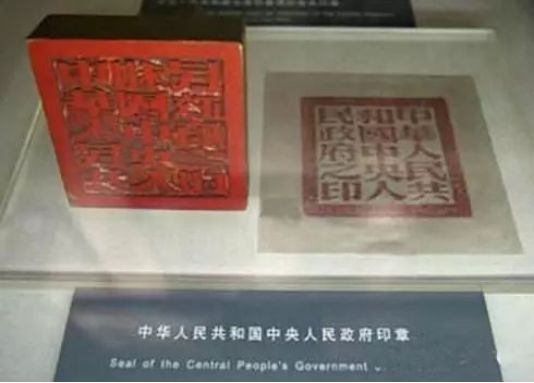 中華人民共
和國中央人
民政府之印
中华人民共和国中央人民政府印章
Seal of the Central People's Government